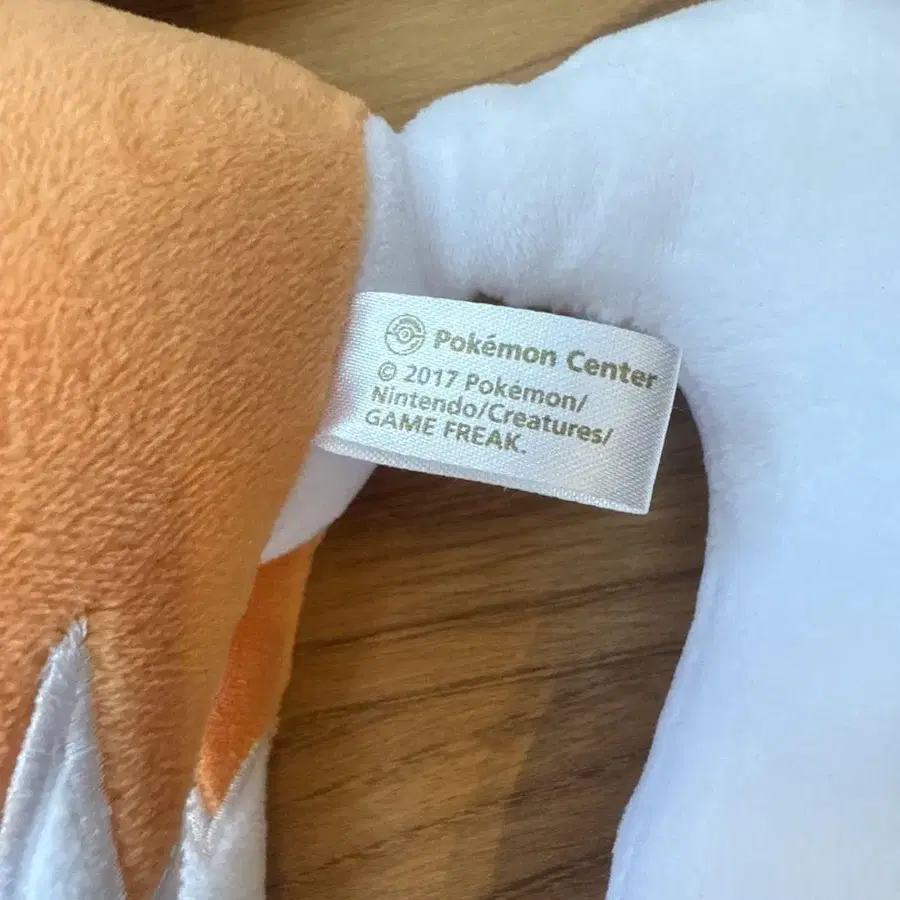 Pokémon Center
© 2017 Pokémon/
Nintendo/Creatures/
GAME FREAK.